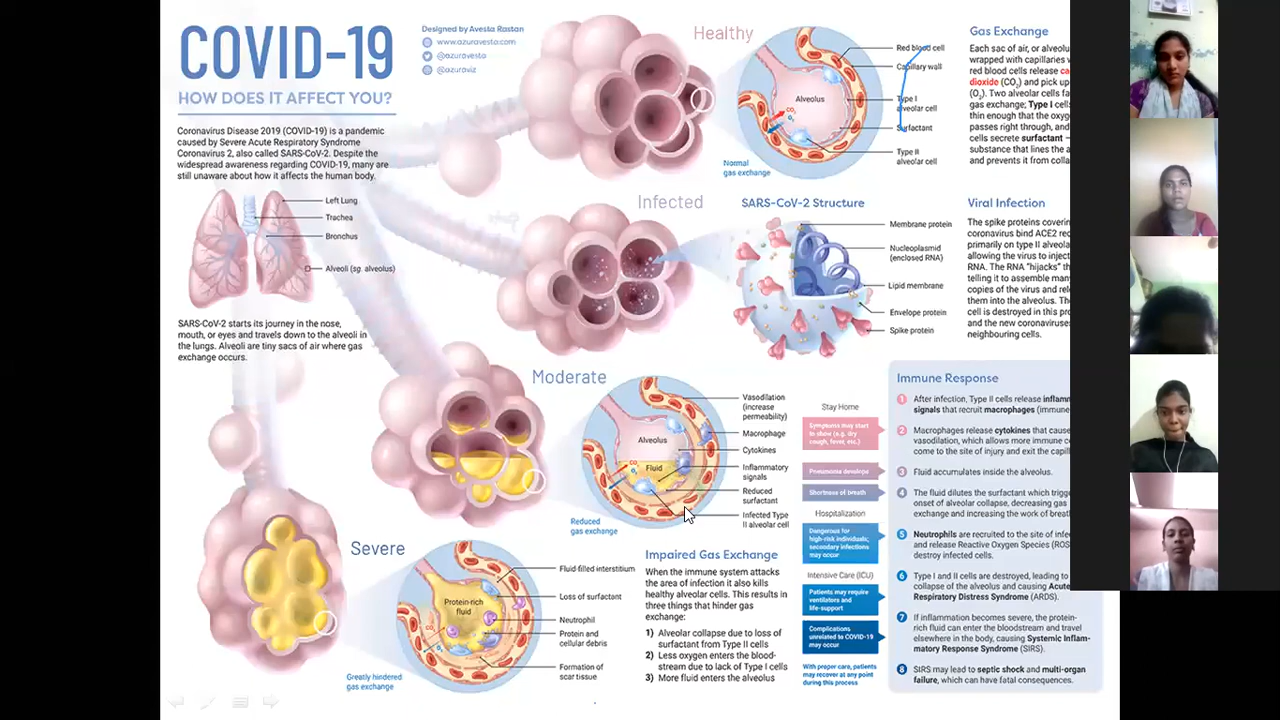 COVID-19
HOW DOES IT AFFECT YOU?
Coronavirus Disease 2019 (COVID-19) is a pandemic
caused by Severe Acute Respiratory Syndrome
Coronavirus 2, also called SARS-CoV-2. Despite the
widespread awareness regarding COVID-19, many are
still unaware about how it affects the human body.
Left Lung
Trachea
Bronchus
Alveoli (sg. alveolus)
SARS-CoV-2 starts its journey in the nose,
mouth, or eyes and travels down to the alveoli in
the lungs. Alveoli are tiny sacs of air where gas
exchange occurs.
Designed by Avesta Rastan
www.azuravesta.com
@azuravesta
@azuraviz
Healthy
Alveolus
CO₂
O₂
Normal
gas exchange
Red blood cell
Capillary wall
Type I
alveolar cell
Surfactant
Type II
alveolar cell
Gas Exchange
Each sac of air, or alveolu
wrapped with capillaries w
red blood cells release ca
dioxide (CO₂) and pick up
(O₂). Two alveolar cells fa
gas exchange; Type I cells
thin enough that the oxyge
passes right through, and
cells secrete surfactant —
substance that lines the a
and prevents it from colla
Infected
SARS-CoV-2 Structure
Membrane protein
Nucleoplasmid
(enclosed RNA)
Lipid membrane
Envelope protein
Spike protein
Viral Infection
The spike proteins coverin
coronavirus bind ACE2 rec
primarily on type II alveola
allowing the virus to inject
RNA. The RNA "hijacks" th
telling it to assemble man
copies of the virus and rel
them into the alveolus. The
cell is destroyed in this pro
and the new coronaviruses
neighbouring cells.
Moderate
Alveolus
Fluid
CO₂
O₂
Reduced
gas exchange
Vasodilation
(increase
permeability)
Macrophage
Cytokines
Inflammatory
signals
Reduced
surfactant
Infected Type
II alveolar cell
Severe
Protein-rich
fluid
Greatly hindered
gas exchange
Fluid-filled interstitium
Loss of surfactant
Neutrophil
Protein and
cellular debris
Formation of
scar tissue
Impaired Gas Exchange
When the immune system attacks
the area of infection it also kills
healthy alveolar cells. This results in
three things that hinder gas
exchange:
1) Alveolar collapse due to loss of
surfactant from Type II cells
2) Less oxygen enters the blood-
stream due to lack of Type I cells
3) More fluid enters the alveolus
Stay Home
Symptoms may start
to show (e.g. dry
cough, fever, etc.)
Pneumonia develops
Shortness of breath
Hospitalization
Dangerous for
high-risk individuals;
secondary infections
may occur
Intensive Care (ICU)
Patients may require
ventilators and
life-support
Complications
unrelated to COVID-19
may occur
With proper care, patients
may recover at any point
during this process
Immune Response
1 After infection, Type II cells release inflamm
signals that recruit macrophages (immune
2 Macrophages release cytokines that cause
vasodilation, which allows more immune c
come to the site of injury and exit the capill
3 Fluid accumulates inside the alveolus.
4 The fluid dilutes the surfactant which trigg
onset of alveolar collapse, decreasing gas
exchange and increasing the work of breat
5 Neutrophils are recruited to the site of infe
and release Reactive Oxygen Species (ROS
destroy infected cells.
6 Type I and II cells are destroyed, leading to
collapse of the alveolus and causing Acute
Respiratory Distress Syndrome (ARDS).
7 If inflammation becomes severe, the protein-
rich fluid can enter the bloodstream and travel
elsewhere in the body, causing Systemic Inflam-
matory Response Syndrome (SIRS).
8 SIRS may lead to septic shock and multi-organ
failure, which can have fatal consequences.